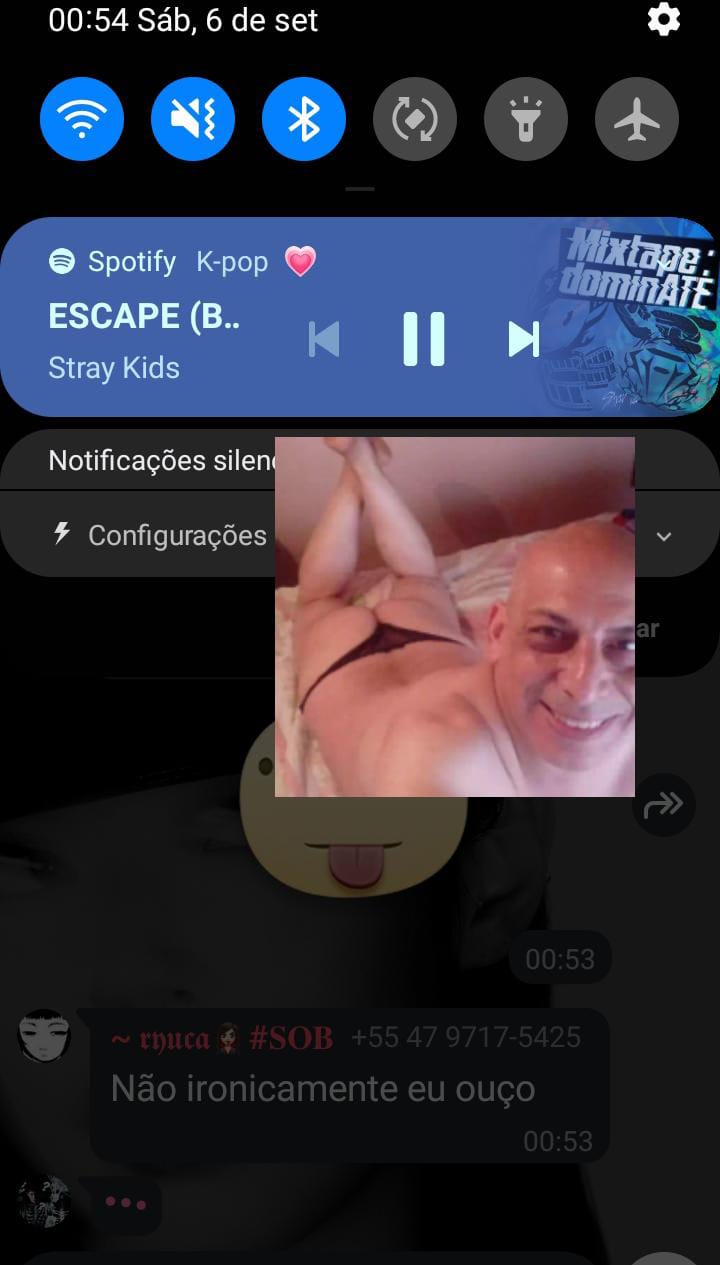 00:54 Sáb, 6 de set
Spotify K-pop 💗
ESCAPE (B..
Stray Kids
Mixtape:
dominATE
Notificações silen
Configurações
ar
00:53
~ 𝖗𝖞𝖚𝖈𝖆🧛🏻‍♀️ #𝐒𝐎𝐁 +55 47 9717-5425
Não ironicamente eu ouço
00:53